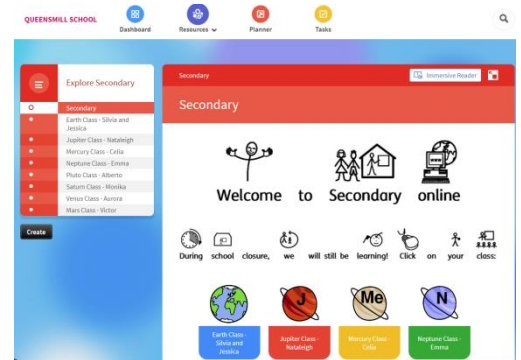 QUEENSMILL SCHOOL
Dashboard
Resources
Planner
Tasks
Explore Secondary
Secondary
Earth Class - Silvia and
Jessica
Jupiter Class - Nataleigh
Mercury Class - Celia
Neptune Class - Emma
Pluto Class - Alberto
Saturn Class - Monika
Venus Class - Aurora
Mars Class - Victor
Create
Secondary
Immersive Reader
Secondary
www
Welcome to Secondary online
During school closure, we will still be learning! Click on your class:
J
Me
N
Earth Class -
Silvia and
Jessica
Jupiter Class -
Nataleigh
Mercury Class -
Celia
Neptune Class -
Emma